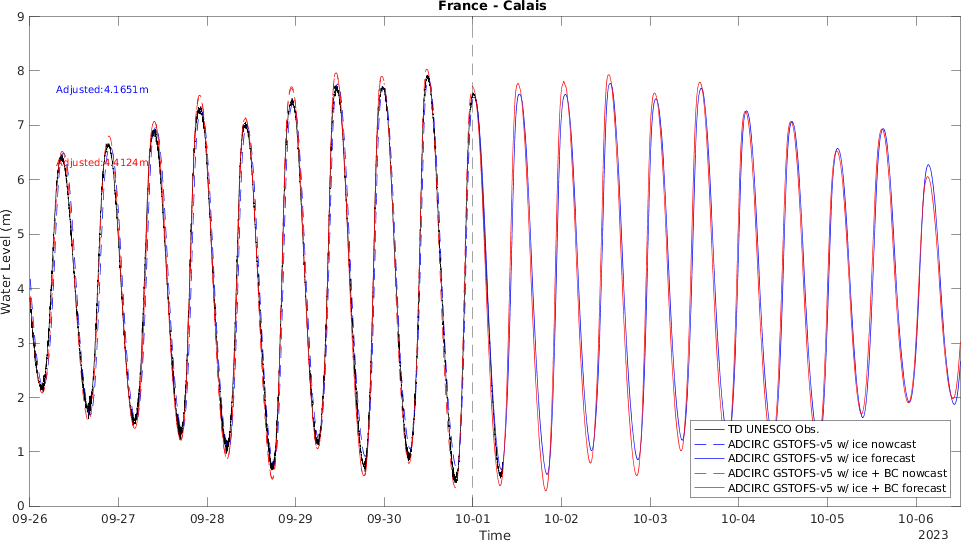 France - Calais
9
8
7
6
5
4
3
2
1
0
Water Level (m)
Adjusted:4.1651m
Adjusted:4.4124m
TD UNESCO Obs.
ADCIRC GSTOFS-v5 w/ ice nowcast
ADCIRC GSTOFS-v5 w/ ice forecast
ADCIRC GSTOFS-v5 w/ ice + BC nowcast
ADCIRC GSTOFS-v5 w/ ice + BC forecast
09-26 09-27 09-28 09-29 09-30 10-01 10-02 10-03 10-04 10-05 10-06
Time
2023